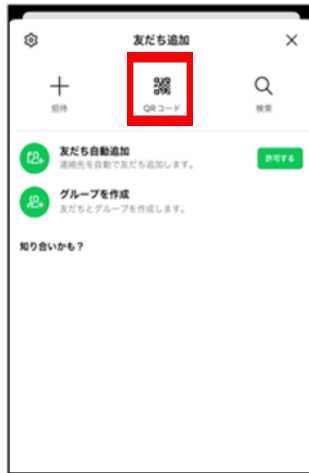 友だち追加
招待
QRコード
検索
友だち自動追加
連絡先を自動で友だち追加します。
許可する
グループを作成
友だちとグループを作成します。
知り合いかも?